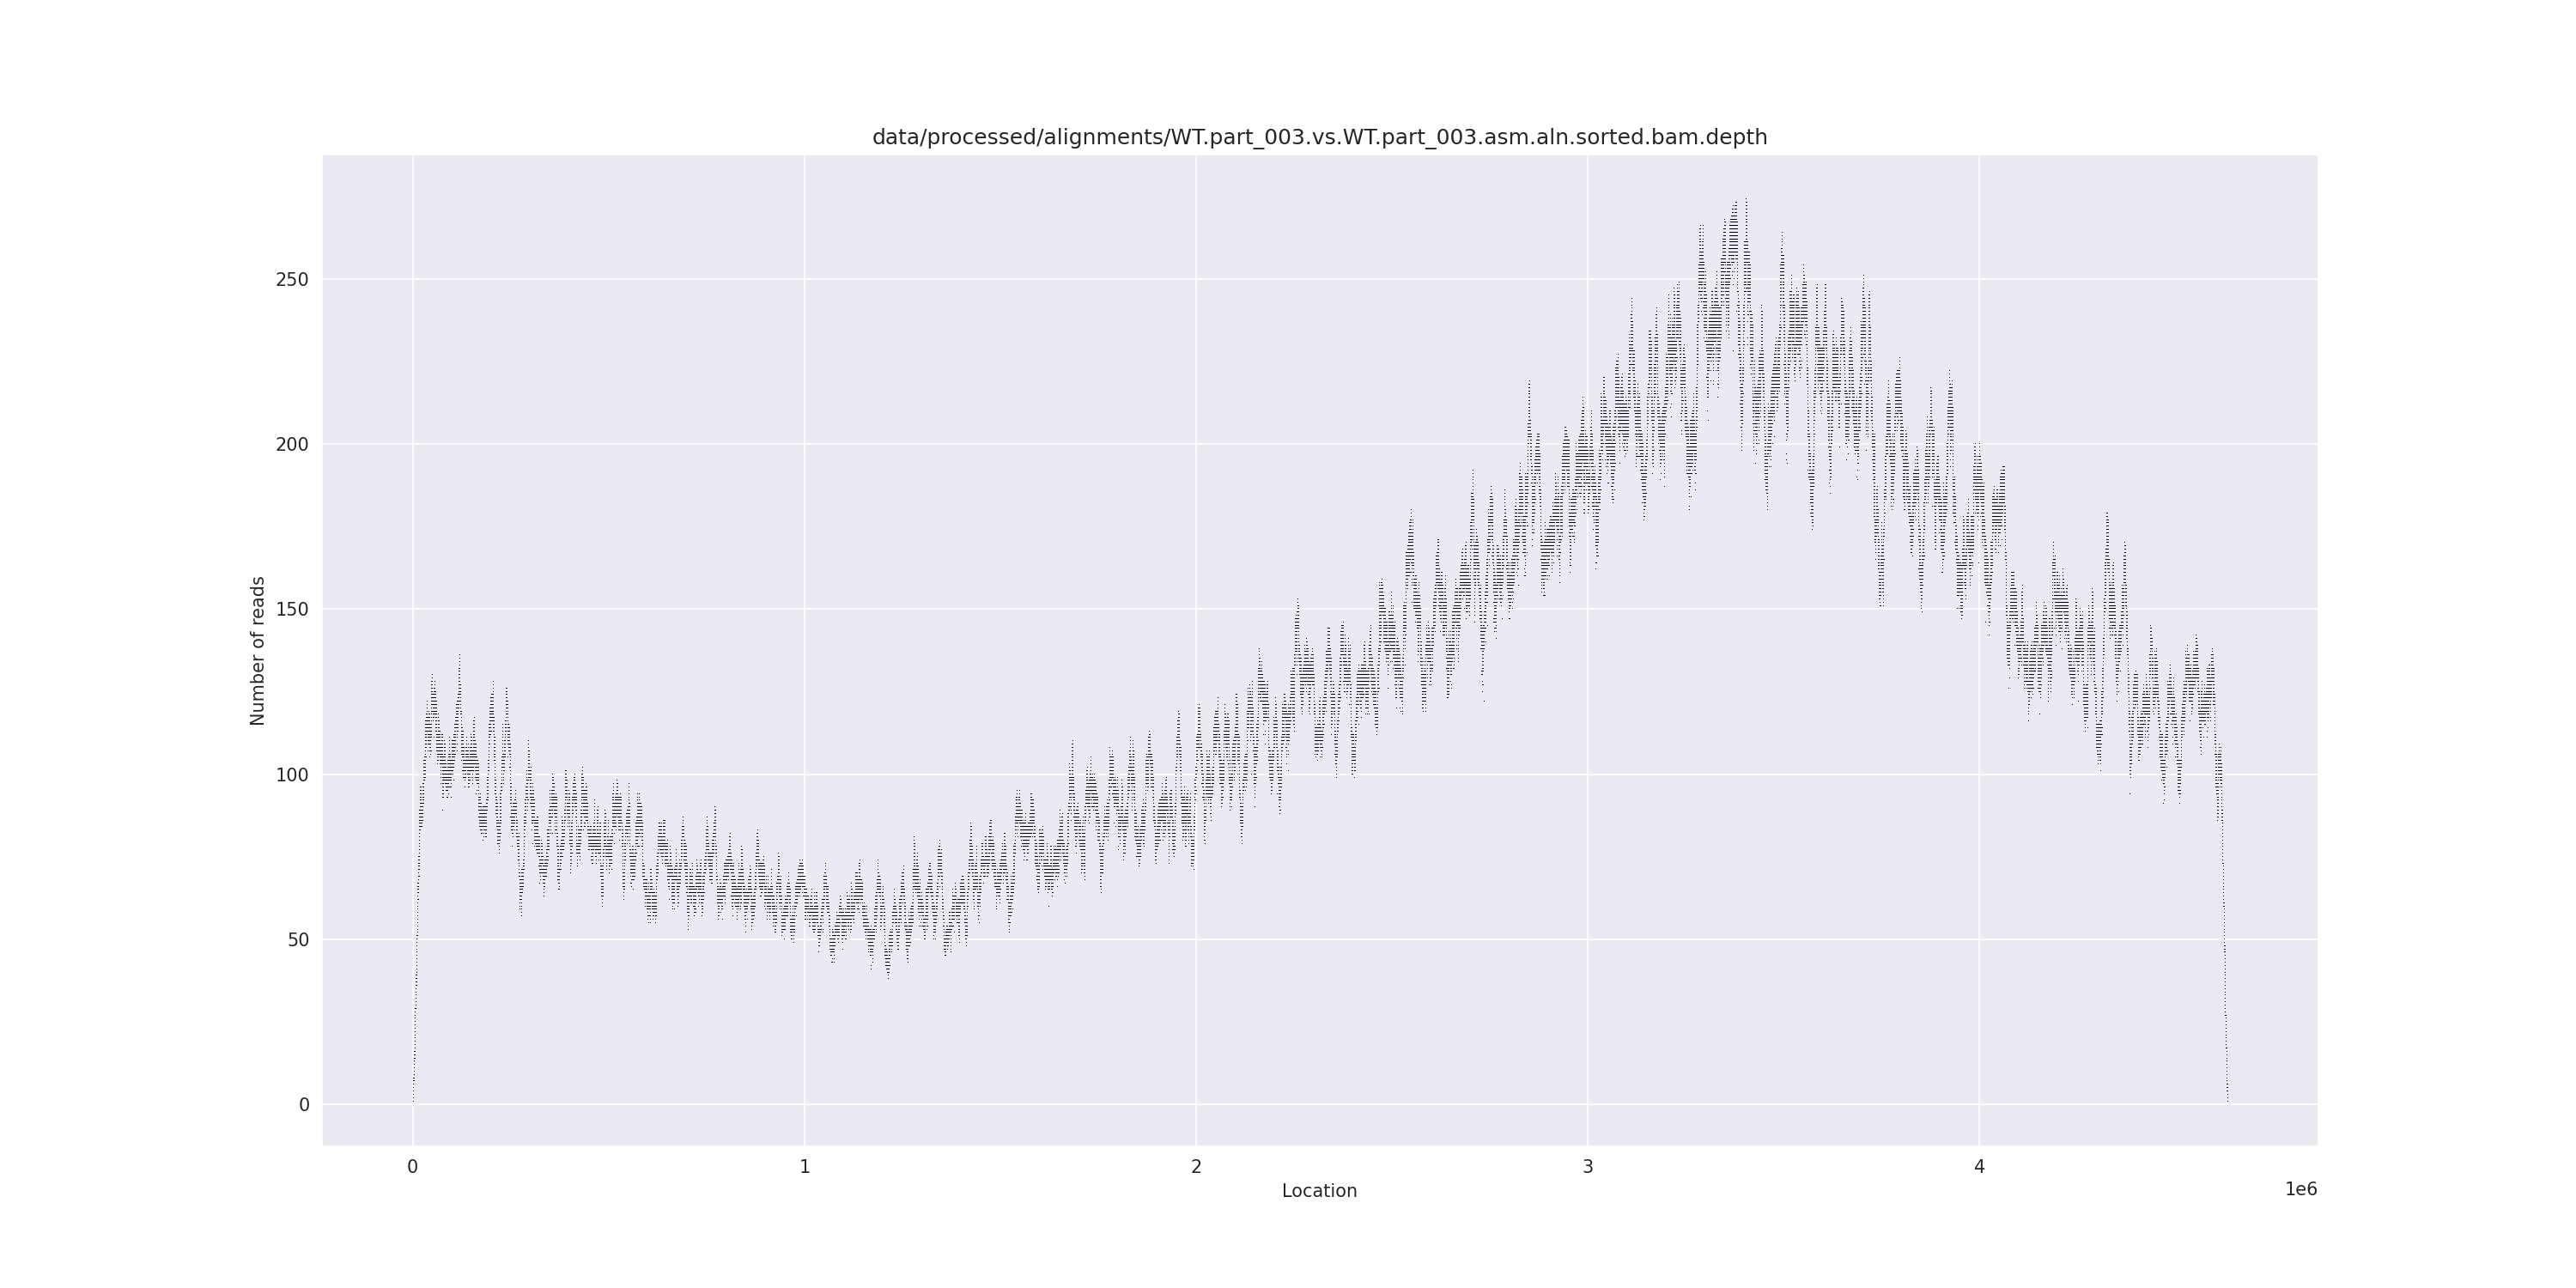 data/processed/alignments/WT.part_003.vs.WT.part_003.asm.aln.sorted.bam.depth
Number of reads
250
200
150
100
50
0
0 1 2 3 4
Location
1e6